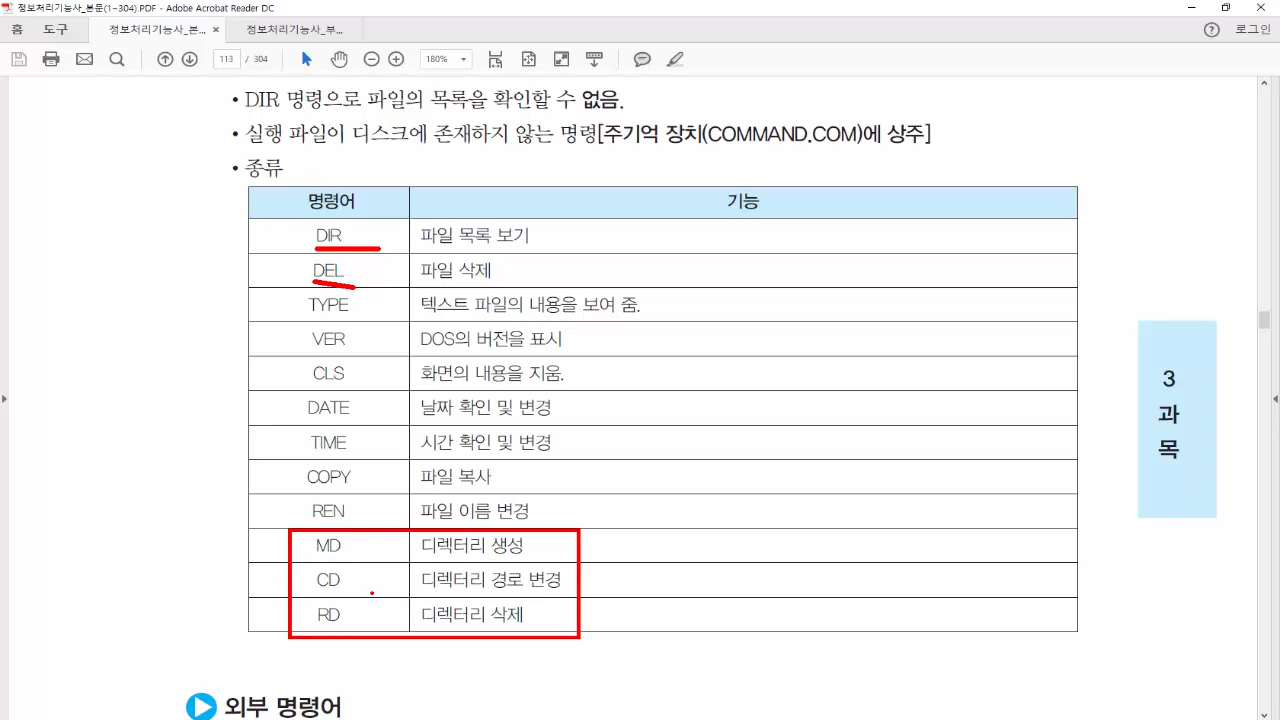 정보처리기능사_본문(1~304).PDF - Adobe Acrobat Reader DC
홈 도구 정보처리기능사_본... × 정보처리기능사_부... 로그인
113 / 304 180%
• DIR 명령으로 파일의 목록을 확인할 수 없음.
• 실행 파일이 디스크에 존재하지 않는 명령[주기억 장치(COMMAND.COM)에 상주]
• 종류
명령어 기능
DIR 파일 목록 보기
DEL 파일 삭제
TYPE 텍스트 파일의 내용을 보여 줌.
VER DOS의 버전을 표시
CLS 화면의 내용을 지움.
DATE 날짜 확인 및 변경
TIME 시간 확인 및 변경
COPY 파일 복사
REN 파일 이름 변경
MD 디렉터리 생성
CD 디렉터리 경로 변경
RD 디렉터리 삭제
3
과
목
외부 명령어